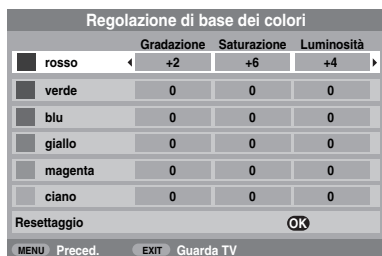 Regolazione di base dei colori
Gradazione Saturazione Luminosità
rosso +2 +6 +4
verde 0 0 0
blu 0 0 0
giallo 0 0 0
magenta 0 0 0
ciano 0 0 0
Resettaggio OK
MENU Preced. EXIT Guarda TV